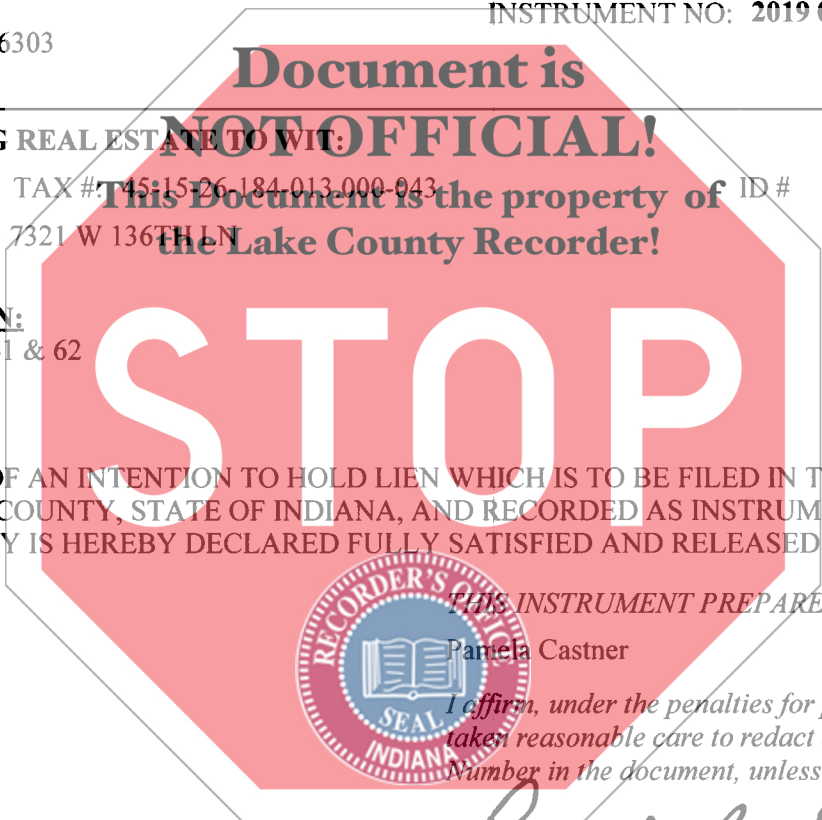 INSTRUMENT NO: 2019 0
6303
Document is
NOT OFFICIAL!
G REAL ESTATE TO WIT:
TAX #: 45-15-26-184-013.000-043 ID #
This Document is the property of
7321 W 136TH LN
the Lake County Recorder!
N:
1 & 62
STOP
OF AN INTENTION TO HOLD LIEN WHICH IS TO BE FILED IN T
COUNTY, STATE OF INDIANA, AND RECORDED AS INSTRUM
Y IS HEREBY DECLARED FULLY SATISFIED AND RELEASED
THIS INSTRUMENT PREPARE
Pamela Castner
I affirm, under the penalties for
taken reasonable care to redact
Number in the document, unless
RECORDER'S OFFICE
SEAL
INDIANA